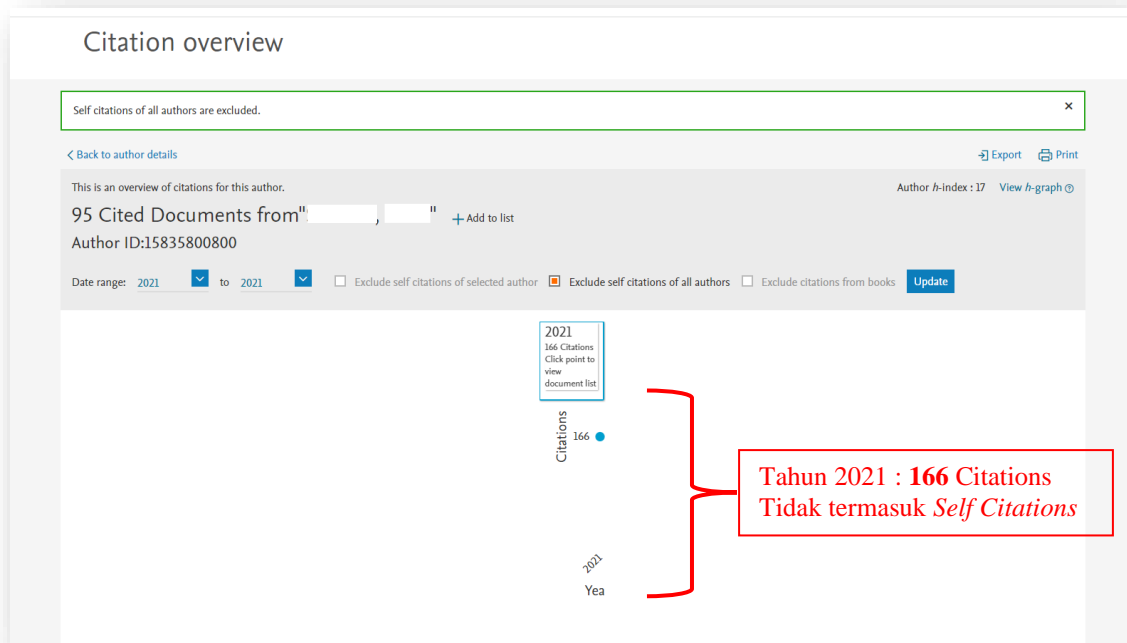 Citation overview
Self citations of all authors are excluded. ×
Back to author details Export Print
This is an overview of citations for this author. Author h-index : 17 View h-graph
95 Cited Documents from" , " Add to list
Author ID:15835800800
Date range: 2021 to 2021 Exclude self citations of selected author Exclude self citations of all authors Exclude citations from books Update
2021
166 Citations
Click point to
view
document list
Citations
166
Tahun 2021 : 166 Citations
Tidak termasuk Self Citations
2021
Yea